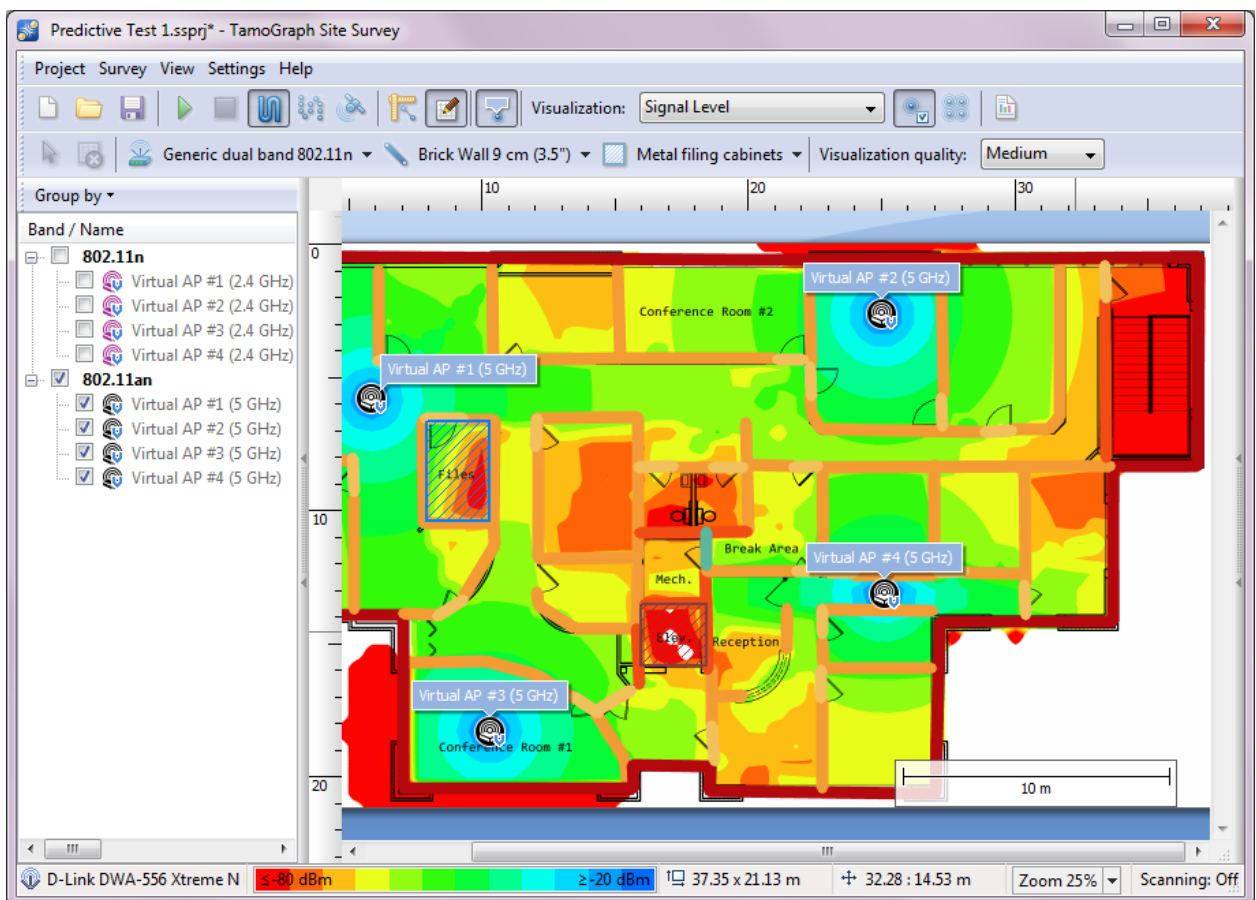 Predictive Test 1.ssprj* - TamoGraph Site Survey
Project Survey View Settings Help
Visualization: Signal Level
Generic dual band 802.11n Brick Wall 9 cm (3.5") Metal filing cabinets Visualization quality: Medium
Group by
10 20 30
Band / Name
802.11n
Virtual AP #1 (2.4 GHz)
Virtual AP #2 (2.4 GHz)
Virtual AP #3 (2.4 GHz)
Virtual AP #4 (2.4 GHz)
802.11an
Virtual AP #1 (5 GHz)
Virtual AP #2 (5 GHz)
Virtual AP #3 (5 GHz)
Virtual AP #4 (5 GHz)
0
10
20
Virtual AP #2 (5 GHz)
Conference Room #2
Virtual AP #1 (5 GHz)
Files
Break Area
Virtual AP #4 (5 GHz)
Mech.
Elev.
Reception
Virtual AP #3 (5 GHz)
Conference Room #1
10 m
D-Link DWA-556 Xtreme N ≤-80 dBm ≥-20 dBm 37.35 x 21.13 m 32.28 : 14.53 m Zoom 25% Scanning: Off